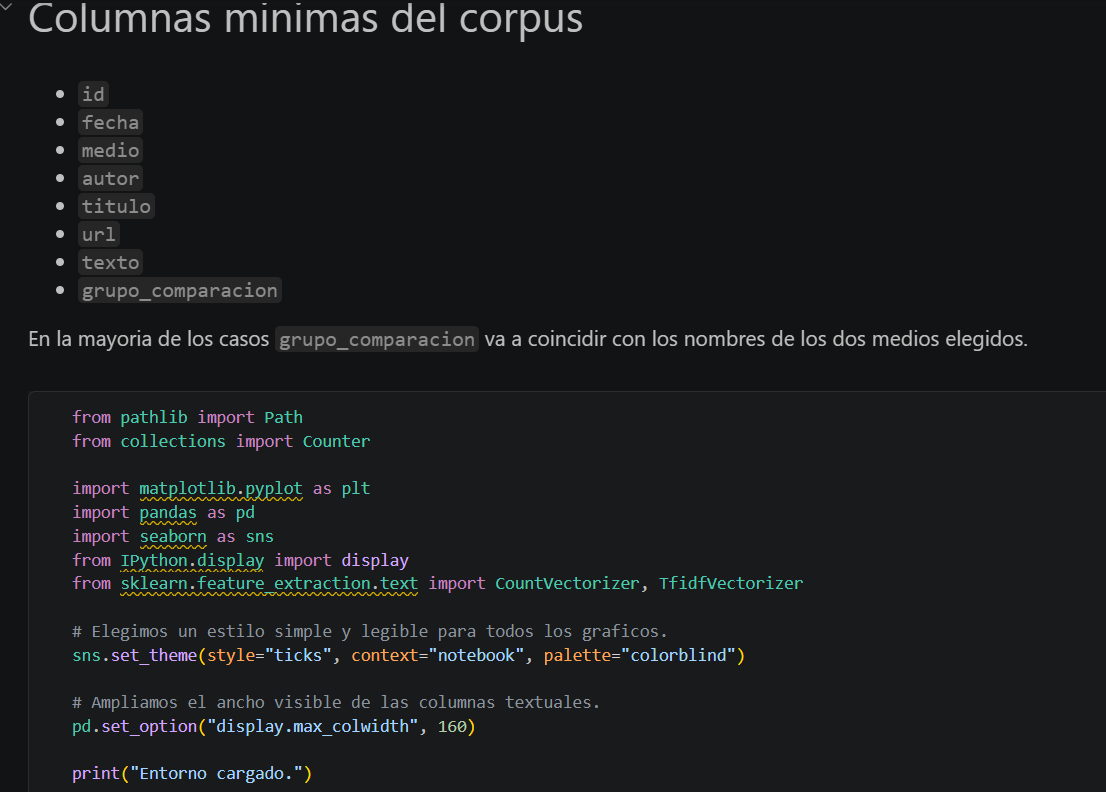 Columnas minimas del corpus
id
fecha
medio
autor
titulo
url
texto
grupo_comparacion
En la mayoria de los casos grupo_comparacion va a coincidir con los nombres de los dos medios elegidos.
from pathlib import Path
from collections import Counter
import matplotlib.pyplot as plt
import pandas as pd
import seaborn as sns
from IPython.display import display
from sklearn.feature_extraction.text import CountVectorizer, TfidfVectorizer
# Elegimos un estilo simple y legible para todos los graficos.
sns.set_theme(style="ticks", context="notebook", palette="colorblind")
# Ampliamos el ancho visible de las columnas textuales.
pd.set_option("display.max_colwidth", 160)
print("Entorno cargado.")